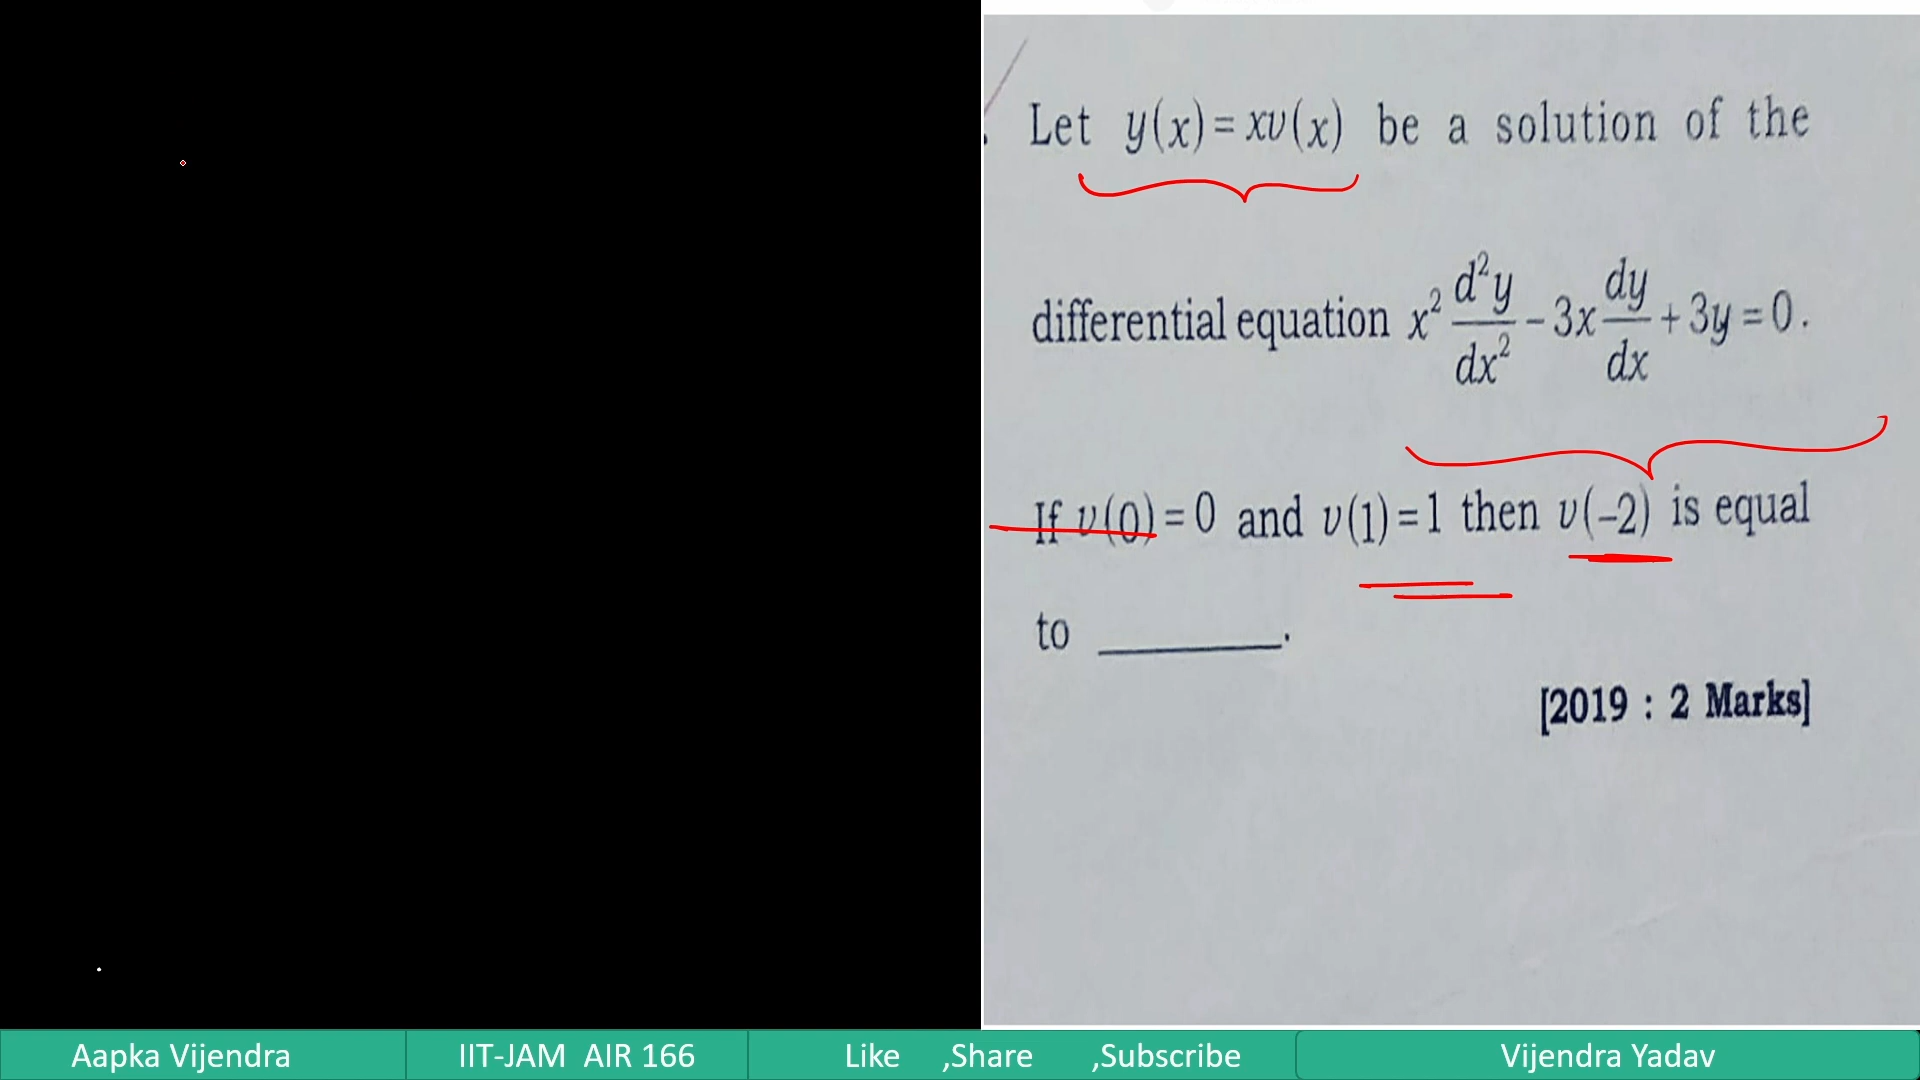 Let y(x) = xv(x) be a solution of the
differential equation x² d²y/dx² − 3x dy/dx + 3y = 0.
If v(0) = 0 and v(1) = 1 then v(−2) is equal
to ________.
[2019 : 2 Marks]
Aapka Vijendra IIT-JAM AIR 166 Like ,Share ,Subscribe Vijendra Yadav